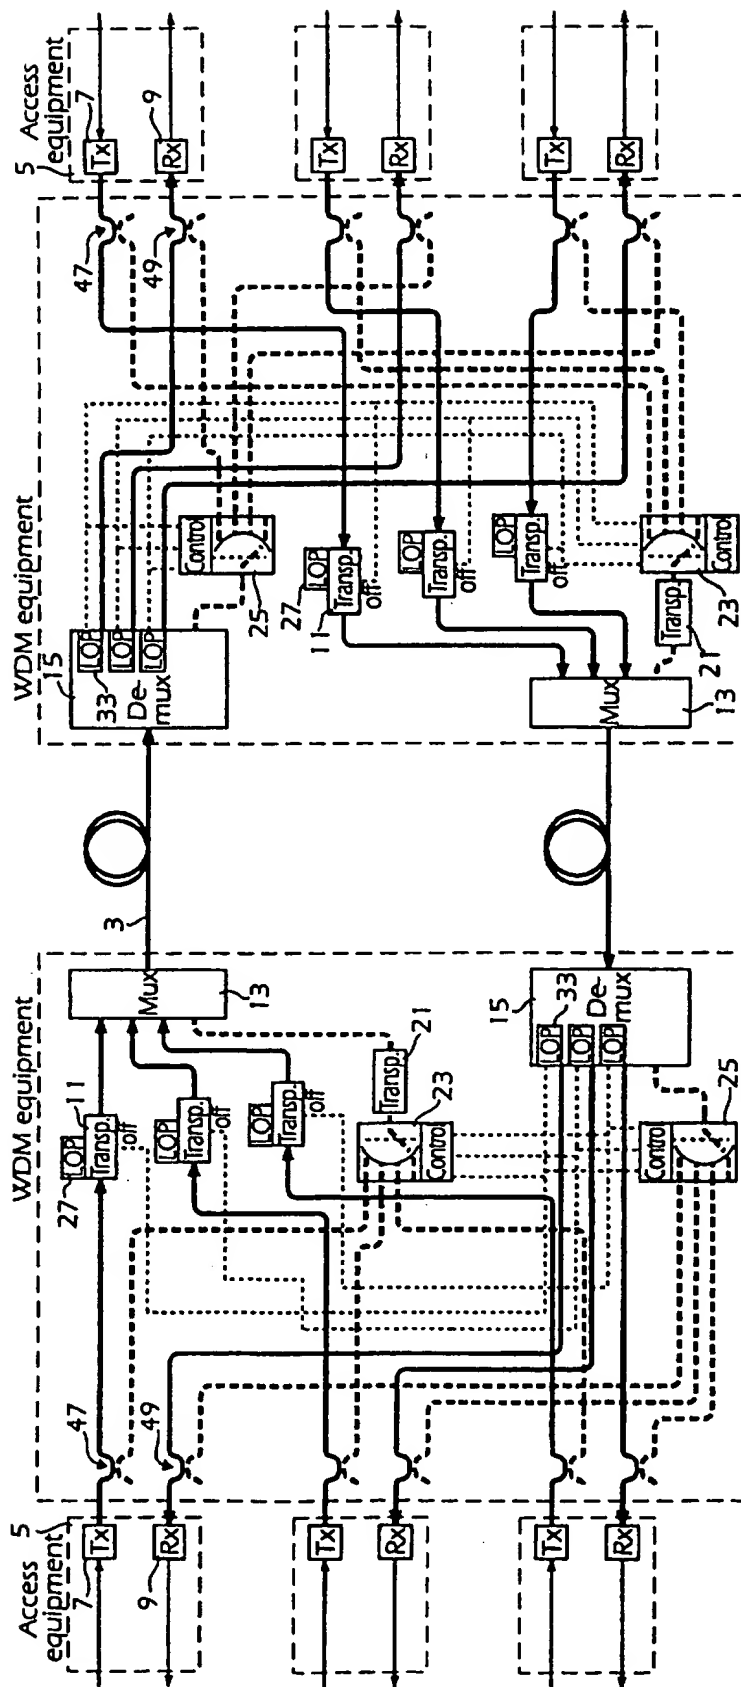 Access
equipment
5
7
Tx
9
Rx
Tx
Rx
Tx
Rx
47
49
WDM equipment
15
LOP
33
LOP
De-
LOP
mux
Control
25
27
LOP
11
Transp.
off
LOP
Transp.
off
LOP
Transp.
off
Control
23
Transp.
21
Mux
13
3
WDM equipment
Mux
13
11
27
LOP
Transp.
off
LOP
Transp.
off
LOP
Transp.
off
21
Transp.
23
Control
15
33
LOP
De-
LOP
mux
LOP
25
Control
47
49
Access
equipment
5
7
Tx
9
Rx
Tx
Rx
Tx
Rx